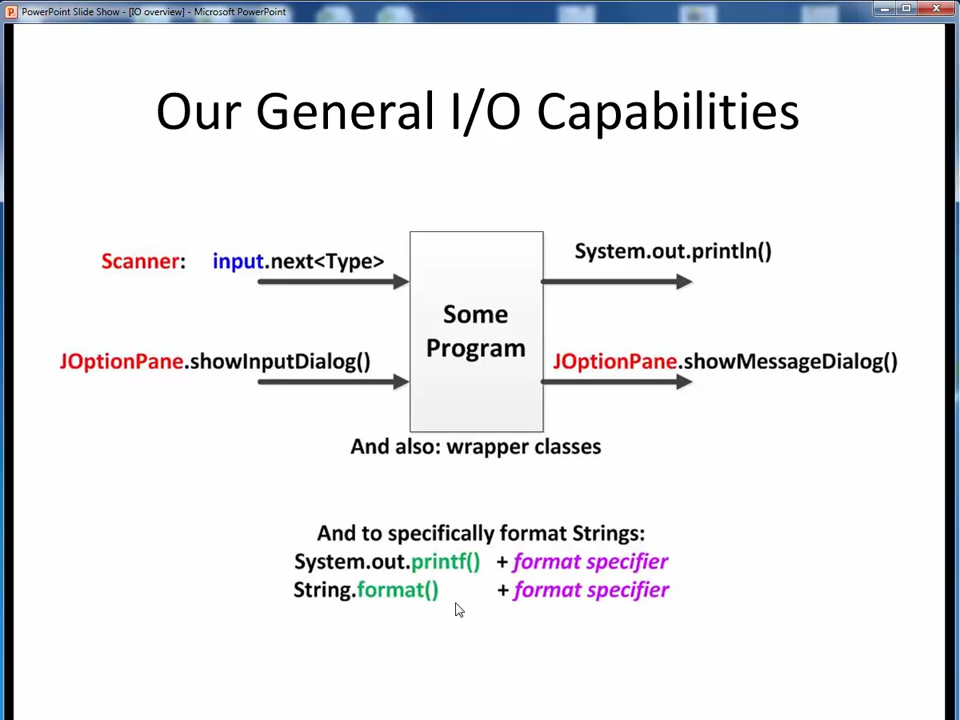 PowerPoint Slide Show - [IO overview] - Microsoft PowerPoint
Our General I/O Capabilities
Scanner: input.next<Type>
System.out.println()
Some
Program
JOptionPane.showInputDialog()
JOptionPane.showMessageDialog()
And also: wrapper classes
And to specifically format Strings:
System.out.printf() + format specifier
String.format() + format specifier